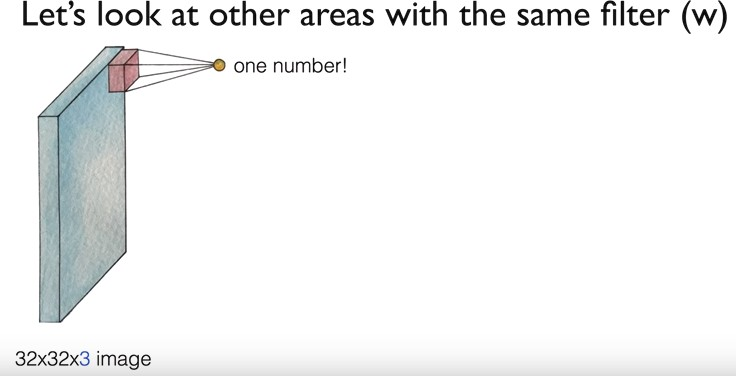 Let's look at other areas with the same filter (w)
one number!
32x32x3 image